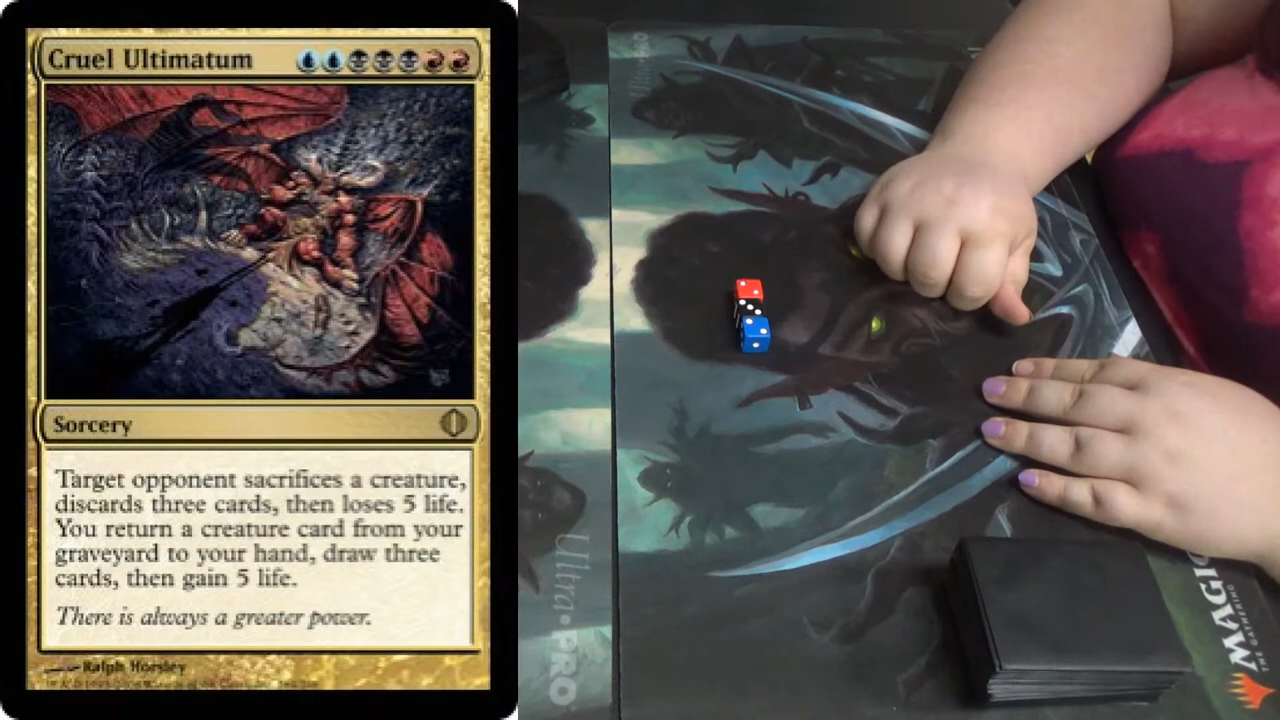 Cruel Ultimatum
Sorcery
Target opponent sacrifices a creature,
discards three cards, then loses 5 life.
You return a creature card from your
graveyard to your hand, draw three
cards, then gain 5 life.
There is always a greater power.
Ralph Horsley
Ultra•PRO
MAGIC
THE GATHERING